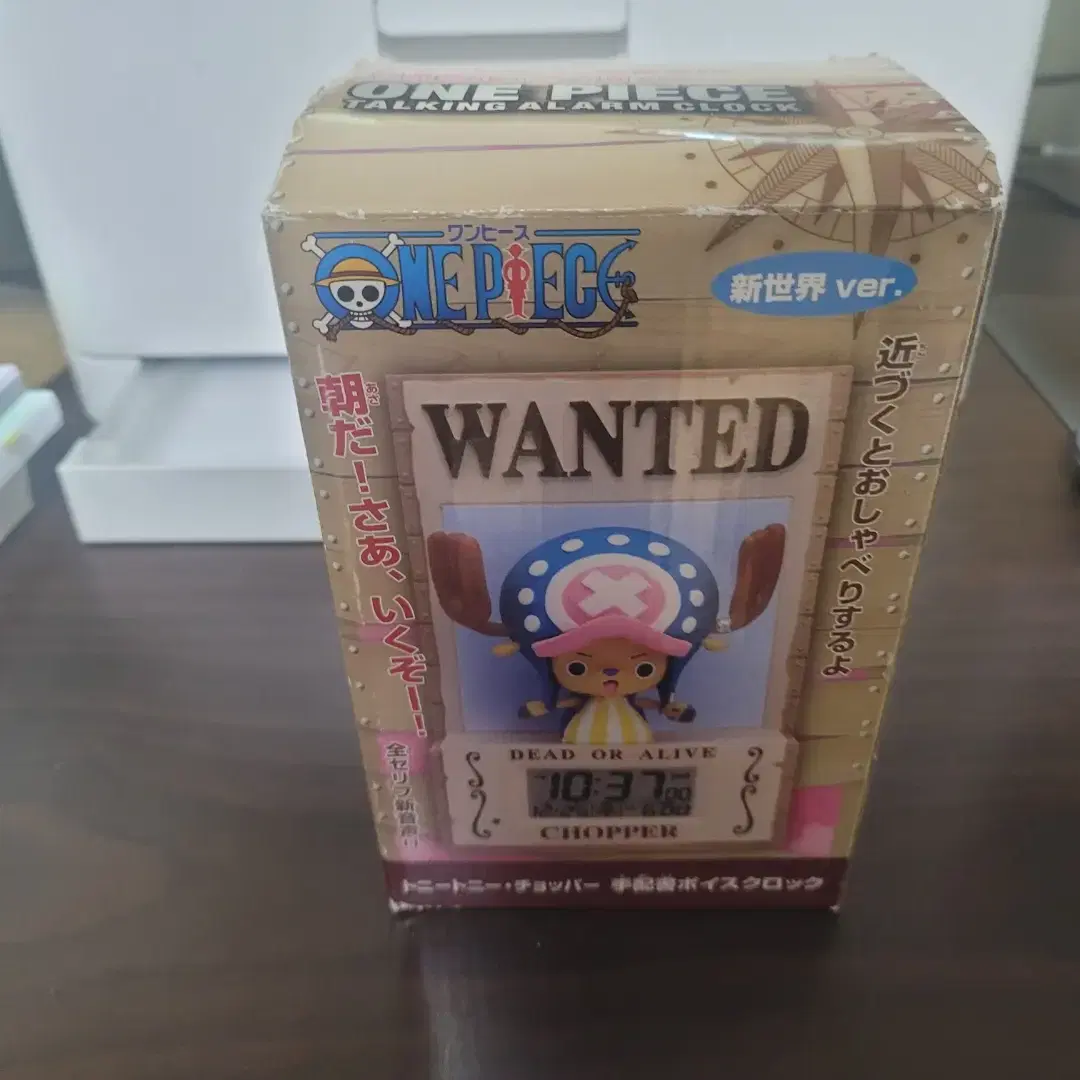 ONE PIECE
TALKING ALARM CLOCK
ワンピース
ONE PIECE
新世界 ver.
朝だ!さあ、いくぞー!
あさ
近づくとおしゃべりするよ
WANTED
DEAD OR ALIVE
10:37
CHOPPER
全セリフ新音声!!
トニートニー・チョッパー 手配書ボイスクロック